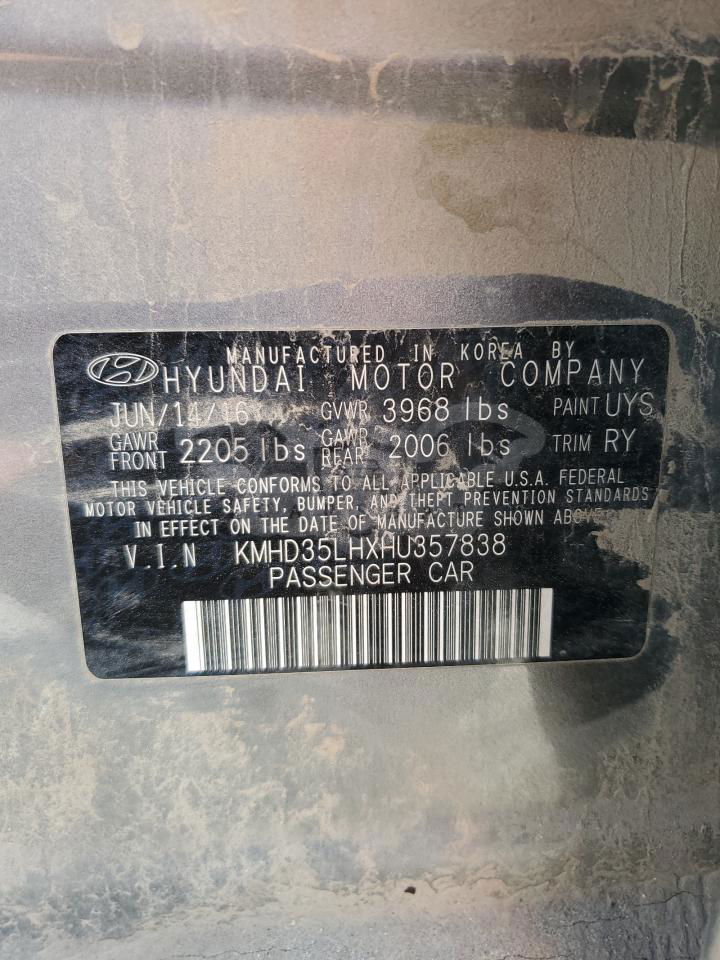 MANUFACTURED IN KOREA BY
HYUNDAI MOTOR COMPANY
JUN/14/16 GVWR 3968 lbs PAINT UYS
GAWR FRONT 2205 lbs GAWR REAR 2006 lbs TRIM RY
THIS VEHICLE CONFORMS TO ALL APPLICABLE U.S.A. FEDERAL
MOTOR VEHICLE SAFETY, BUMPER, AND THEFT PREVENTION STANDARDS
IN EFFECT ON THE DATE OF MANUFACTURE SHOWN ABOVE.
V.I.N KMHD35LHXHU357838
PASSENGER CAR